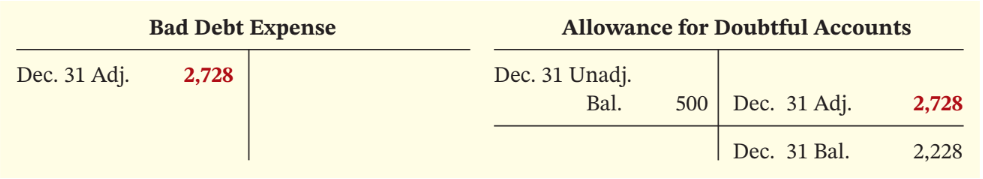 Bad Debt Expense Allowance for Doubtful Accounts
Dec. 31 Adj. 2,728 Dec. 31 Unadj.
Bal. 500 Dec. 31 Adj. 2,728
Dec. 31 Bal. 2,228